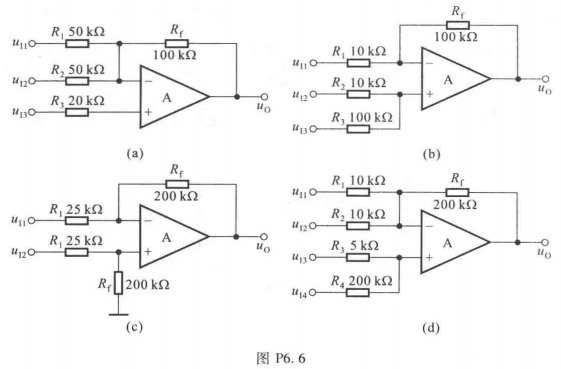 R_f
R_1 50 kΩ
u_I1
100 kΩ
R_2 50 kΩ
u_I2
−
A
R_3 20 kΩ
u_I3
+
u_O
(a)
R_f
100 kΩ
R_1 10 kΩ
u_I1
−
R_2 10 kΩ
A
u_I2
+
u_O
R_3 100 kΩ
u_I3
(b)
R_f
200 kΩ
R_1 25 kΩ
u_I1
−
R_1 25 kΩ
A
u_I2
+
u_O
R_f
200 kΩ
(c)
R_1 10 kΩ
R_f
u_I1
200 kΩ
R_2 10 kΩ
u_I2
−
R_3 5 kΩ
A
u_I3
+
u_O
R_4 200 kΩ
u_I4
(d)
图 P6. 6